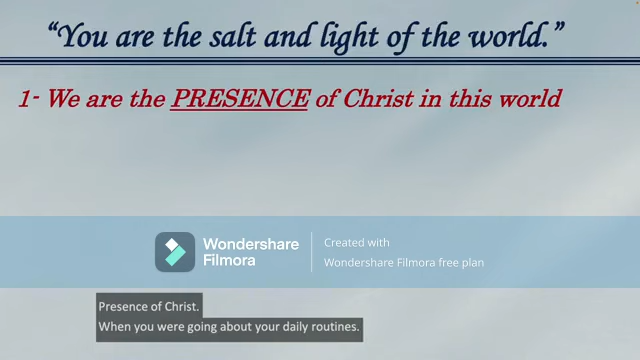 “You are the salt and light of the world.”
1- We are the PRESENCE of Christ in this world
Wondershare
Filmora
Created with
Wondershare Filmora free plan
Presence of Christ.
When you were going about your daily routines.